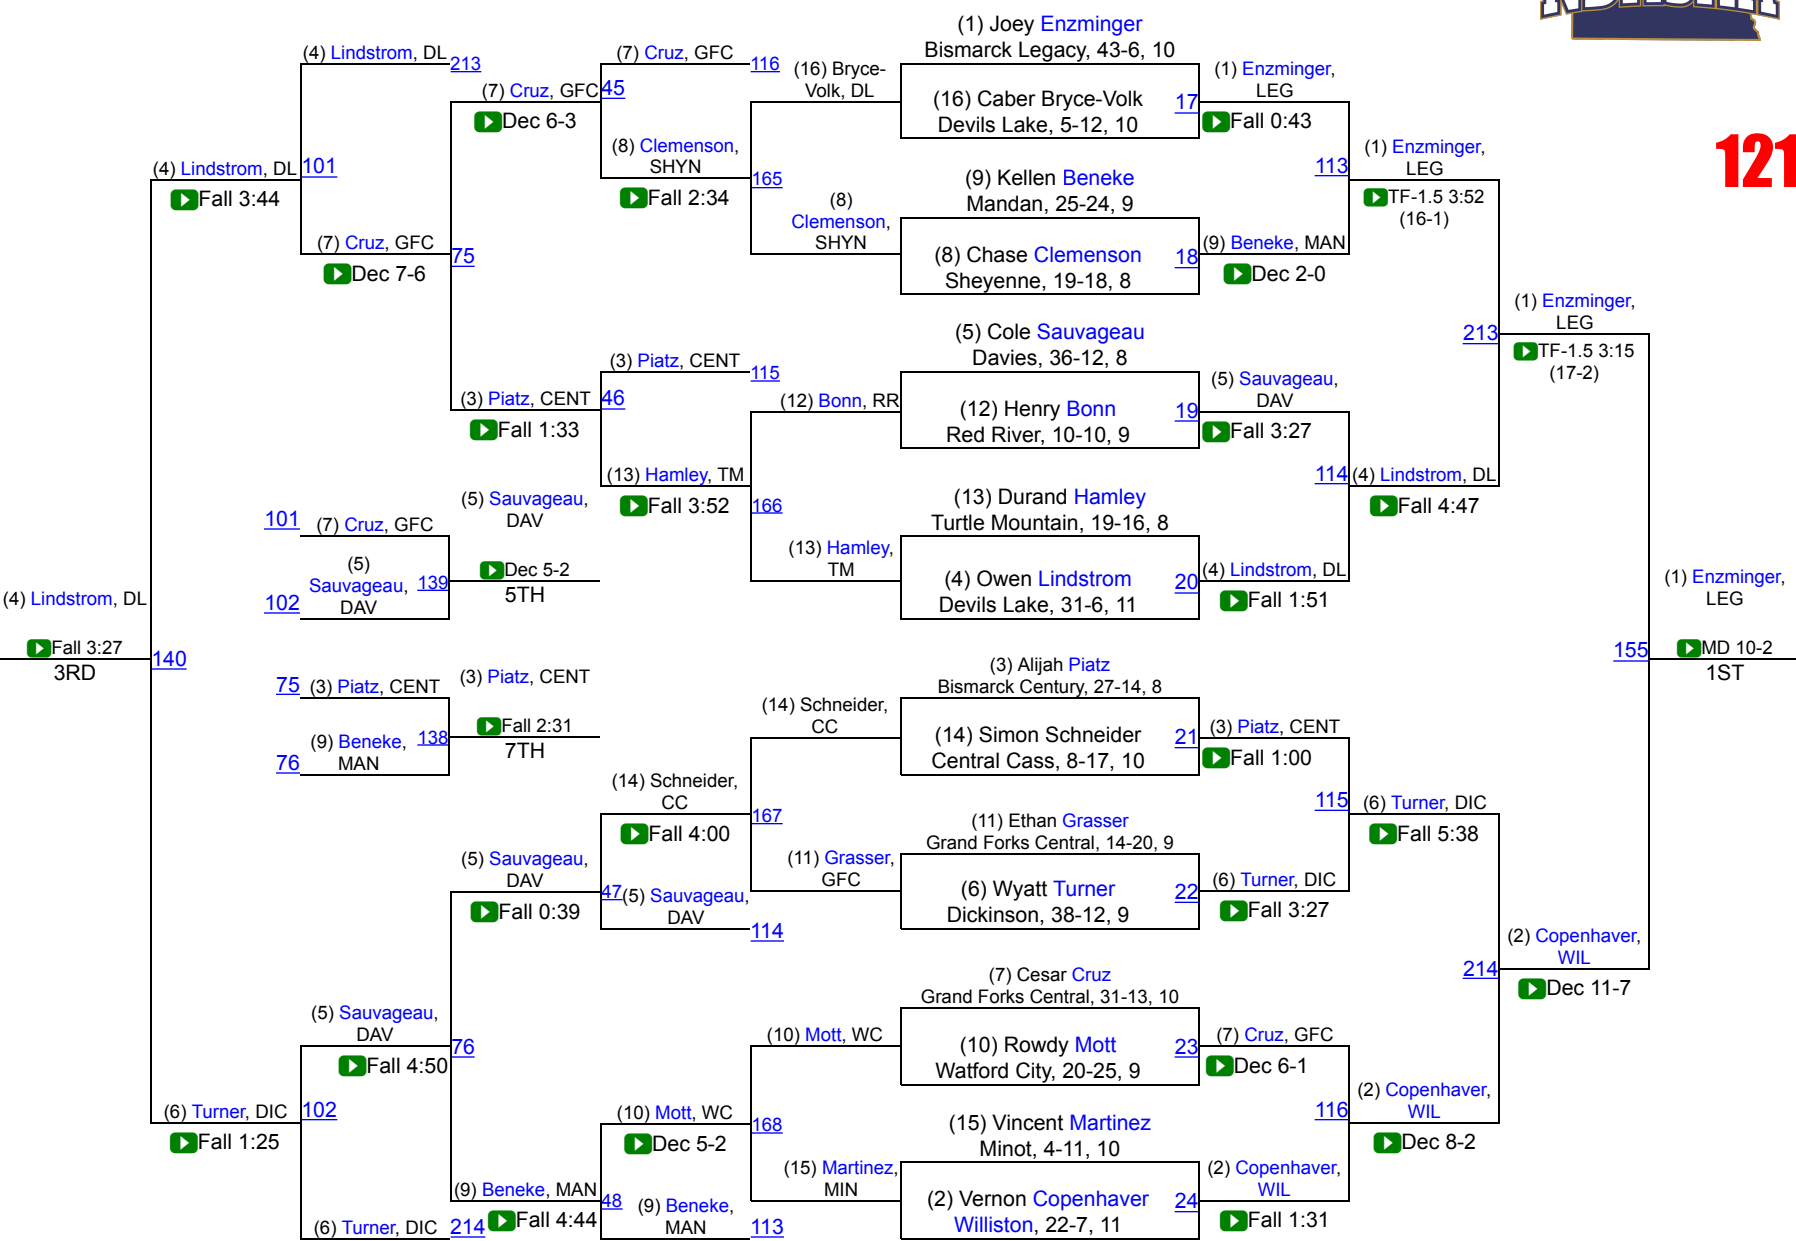 (1) Joey Enzminger
Bismarck Legacy, 43-6, 10
(16) Caber Bryce-Volk
Devils Lake, 5-12, 10
17
(9) Kellen Beneke
Mandan, 25-24, 9
(8) Chase Clemenson
Sheyenne, 19-18, 8
18
(5) Cole Sauvageau
Davies, 36-12, 8
(12) Henry Bonn
Red River, 10-10, 9
19
(13) Durand Hamley
Turtle Mountain, 19-16, 8
(4) Owen Lindstrom
Devils Lake, 31-6, 11
20
(3) Alijah Piatz
Bismarck Century, 27-14, 8
(14) Simon Schneider
Central Cass, 8-17, 10
21
(11) Ethan Grasser
Grand Forks Central, 14-20, 9
(6) Wyatt Turner
Dickinson, 38-12, 9
22
(7) Cesar Cruz
Grand Forks Central, 31-13, 10
(10) Rowdy Mott
Watford City, 20-25, 9
23
(15) Vincent Martinez
Minot, 4-11, 10
(2) Vernon Copenhaver
Williston, 22-7, 11
24
(1) Enzminger,
LEG
Fall 0:43
113
(9) Beneke, MAN
Dec 2-0
(5) Sauvageau,
DAV
Fall 3:27
114
(4) Lindstrom, DL
Fall 1:51
(3) Piatz, CENT
Fall 1:00
115
(6) Turner, DIC
Fall 3:27
(7) Cruz, GFC
Dec 6-1
116
(2) Copenhaver,
WIL
Fall 1:31
(1) Enzminger,
LEG
TF-1.5 3:52
(16-1)
213
(4) Lindstrom, DL
Fall 4:47
(6) Turner, DIC
Fall 5:38
214
(2) Copenhaver,
WIL
Dec 8-2
(1) Enzminger,
LEG
TF-1.5 3:15
(17-2)
155
(2) Copenhaver,
WIL
Dec 11-7
(1) Enzminger,
LEG
MD 10-2
1ST
121
(16) Bryce-
Volk, DL
165
(8)
Clemenson,
SHYN
(12) Bonn, RR
166
(13) Hamley,
TM
(14) Schneider,
CC
167
(11) Grasser,
GFC
(10) Mott, WC
168
(15) Martinez,
MIN
(7) Cruz, GFC
116
45
(8) Clemenson,
SHYN
Fall 2:34
(3) Piatz, CENT
115
46
(13) Hamley, TM
Fall 3:52
(14) Schneider,
CC
Fall 4:00
47
(5) Sauvageau,
DAV
114
(10) Mott, WC
Dec 5-2
48
(9) Beneke,
MAN
113
(7) Cruz, GFC
Dec 6-3
75
(3) Piatz, CENT
Fall 1:33
(5) Sauvageau,
DAV
Fall 0:39
76
(9) Beneke, MAN
Fall 4:44
(4) Lindstrom, DL
213
101
(7) Cruz, GFC
Dec 7-6
(5) Sauvageau,
DAV
Fall 4:50
102
(6) Turner, DIC
214
(4) Lindstrom, DL
Fall 3:44
140
(6) Turner, DIC
Fall 1:25
(4) Lindstrom, DL
Fall 3:27
3RD
101
(7) Cruz, GFC
102
(5)
Sauvageau,
DAV
139
(5) Sauvageau,
DAV
Dec 5-2
5TH
75
(3) Piatz, CENT
76
(9) Beneke,
MAN
138
(3) Piatz, CENT
Fall 2:31
7TH